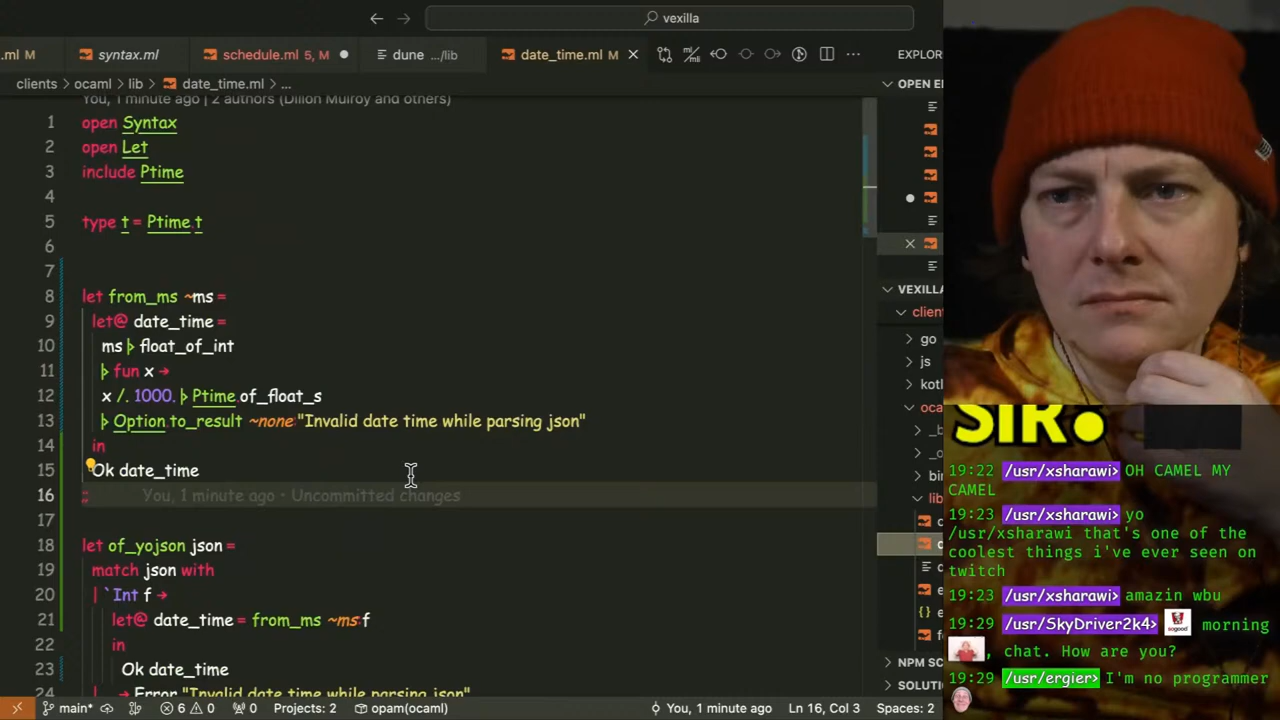 vexilla
.ml M
syntax.ml
schedule.ml 5, M
dune .../lib
date_time.ml M
EXPLOR
clients > ocaml > lib > date_time.ml > ...
OPEN E
You, 1 minute ago | 2 authors (Dillon Mulroy and others)
1 open Syntax
2 open Let
3 include Ptime
4
5 type t = Ptime.t
6
7
8 let from_ms ~ms =
9 let@ date_time =
10 ms |> float_of_int
11 |> fun x ->
12 x /. 1000. |> Ptime.of_float_s
13 |> Option.to_result ~none:"Invalid date time while parsing json"
14 in
15 Ok date_time
16 ;; You, 1 minute ago • Uncommitted changes
17
18 let of_yojson json =
19 match json with
20 | `Int f ->
21 let@ date_time = from_ms ~ms:f
22 in
23 Ok date_time
24 | _ -> Error "Invalid date time while parsing json"
VEXILLA
clien
go
js
kotl
oca
_b
_o
bin
lib
d
e
e
fe
NPM SC
SOLUTIO
main*
6
0
0
Projects: 2
opam(ocaml)
You, 1 minute ago
Ln 16, Col 3
Spaces: 2
SIR.
19:22 /usr/xsharawi> OH CAMEL MY
CAMEL
19:23 /usr/xsharawi> yo
/usr/xsharawi that's one of the
coolest things i've ever seen on
twitch
19:23 /usr/xsharawi> amazin wbu
19:29 /usr/SkyDriver2k4> morning
, chat. How are you?
19:29 /usr/ergier> I'm no programmer